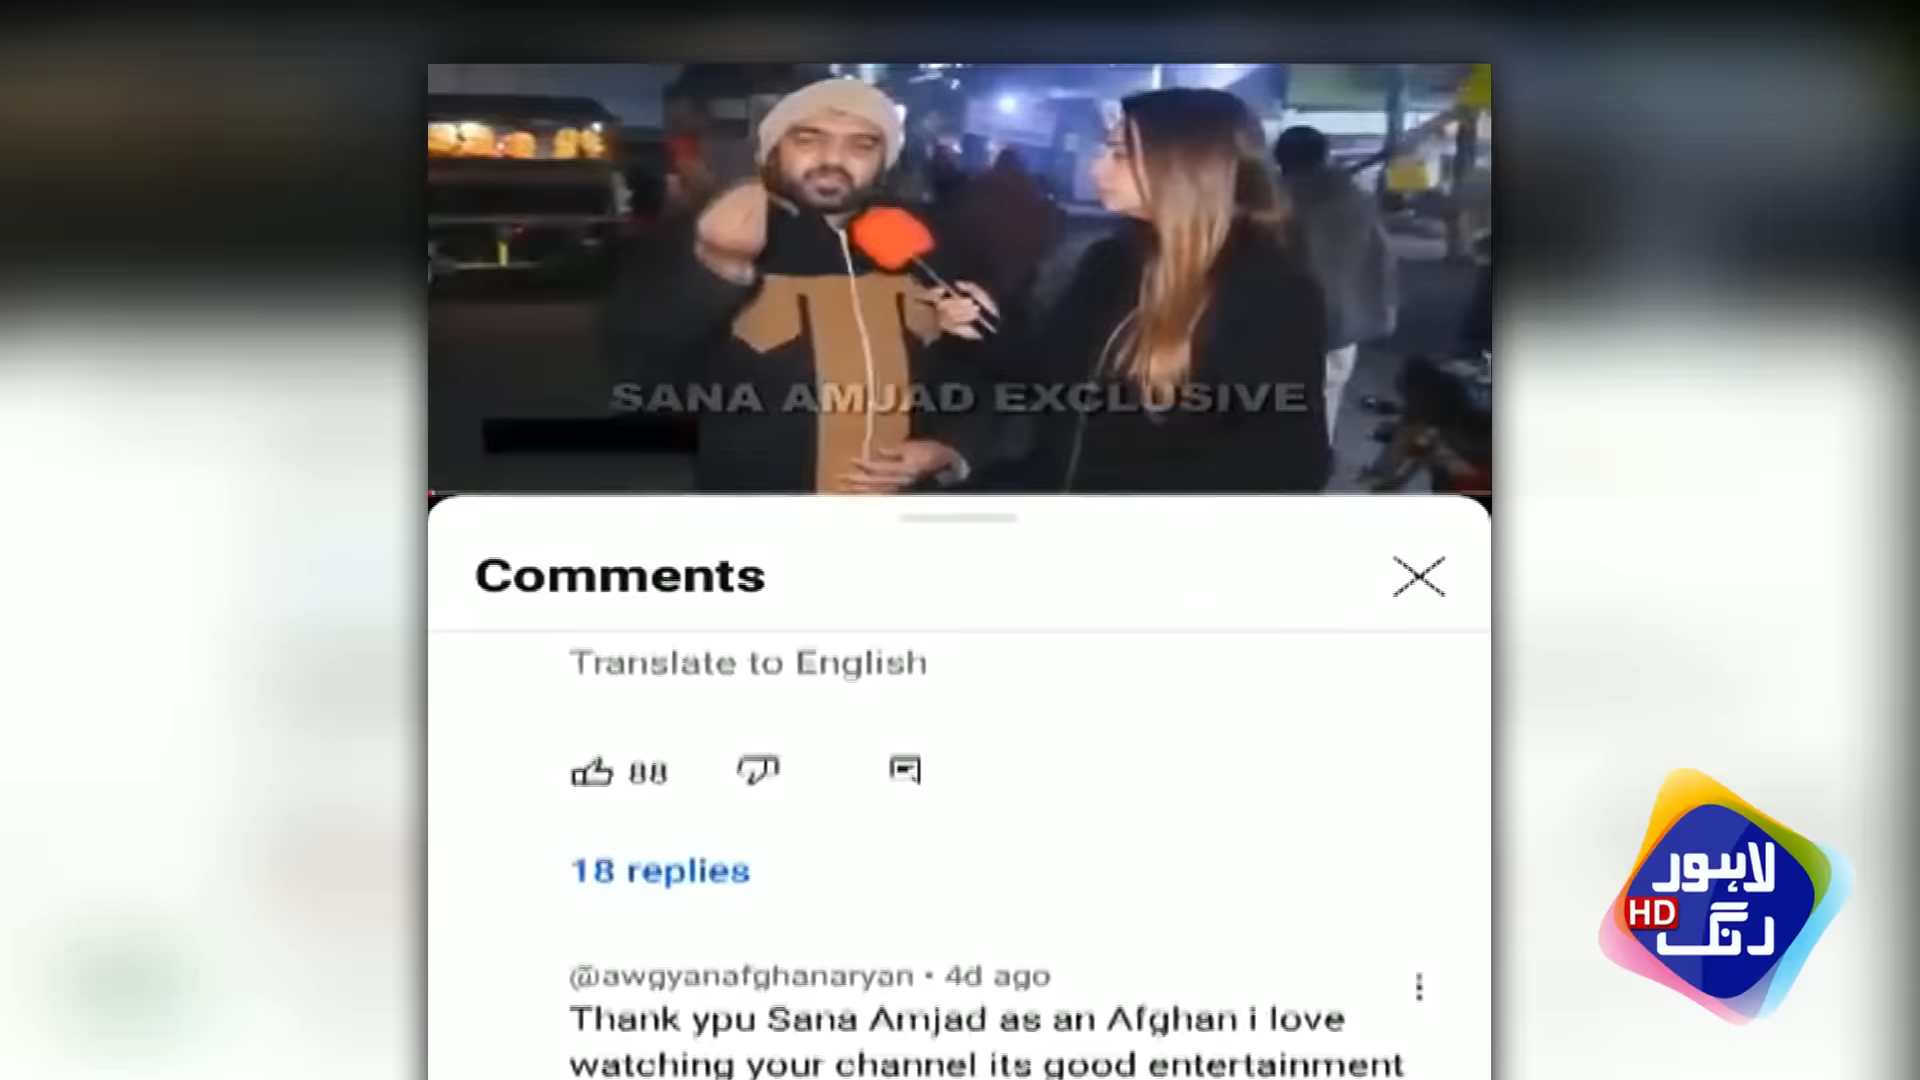 SANA AMJAD EXCLUSIVE
Comments
Translate to English
88
18 replies
@awgyanafghanaryan • 4d ago
Thank ypu Sana Amjad as an Afghan i love
watching your channel its good entertainment
لاہور
HD
رنگ